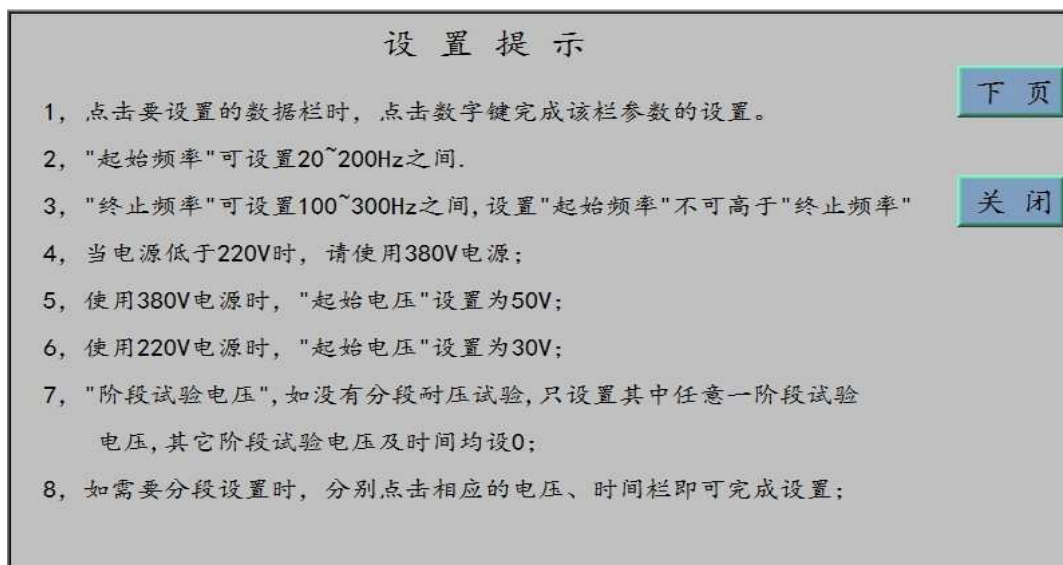 设 置 提 示
下 页
1, 点击要设置的数据栏时, 点击数字键完成该栏参数的设置。
2, "起始频率"可设置20~200Hz之间.
3, "终止频率"可设置100~300Hz之间,设置"起始频率"不可高于"终止频率"
关 闭
4, 当电源低于220V时, 请使用380V电源;
5, 使用380V电源时, "起始电压"设置为50V;
6, 使用220V电源时, "起始电压"设置为30V;
7, "阶段试验电压",如没有分段耐压试验,只设置其中任意一阶段试验
电压,其它阶段试验电压及时间均设0;
8, 如需要分段设置时, 分别点击相应的电压、时间栏即可完成设置;